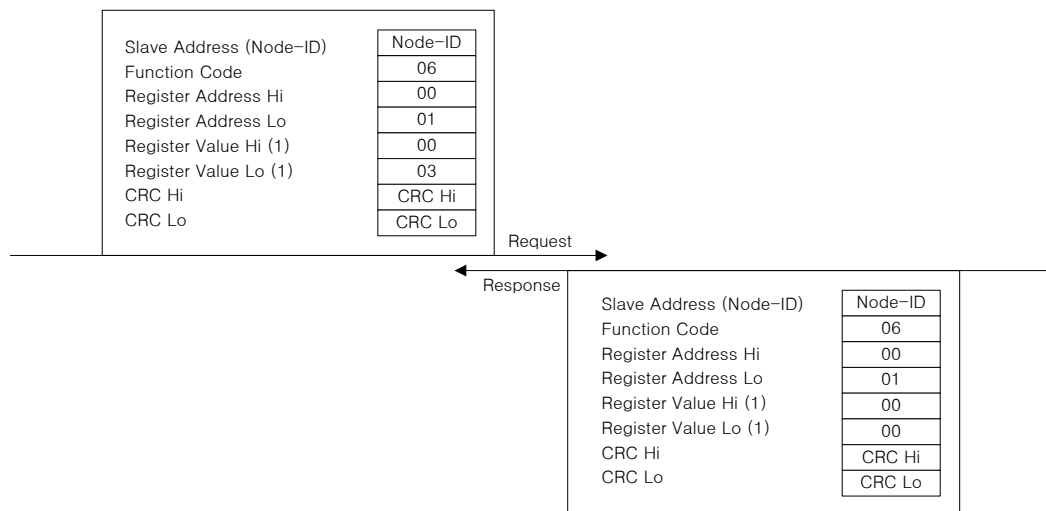 Slave Address (Node-ID) Node-ID
Function Code 06
Register Address Hi 00
Register Address Lo 01
Register Value Hi (1) 00
Register Value Lo (1) 03
CRC Hi CRC Hi
CRC Lo CRC Lo
Request
Response
Slave Address (Node-ID) Node-ID
Function Code 06
Register Address Hi 00
Register Address Lo 01
Register Value Hi (1) 00
Register Value Lo (1) 00
CRC Hi CRC Hi
CRC Lo CRC Lo